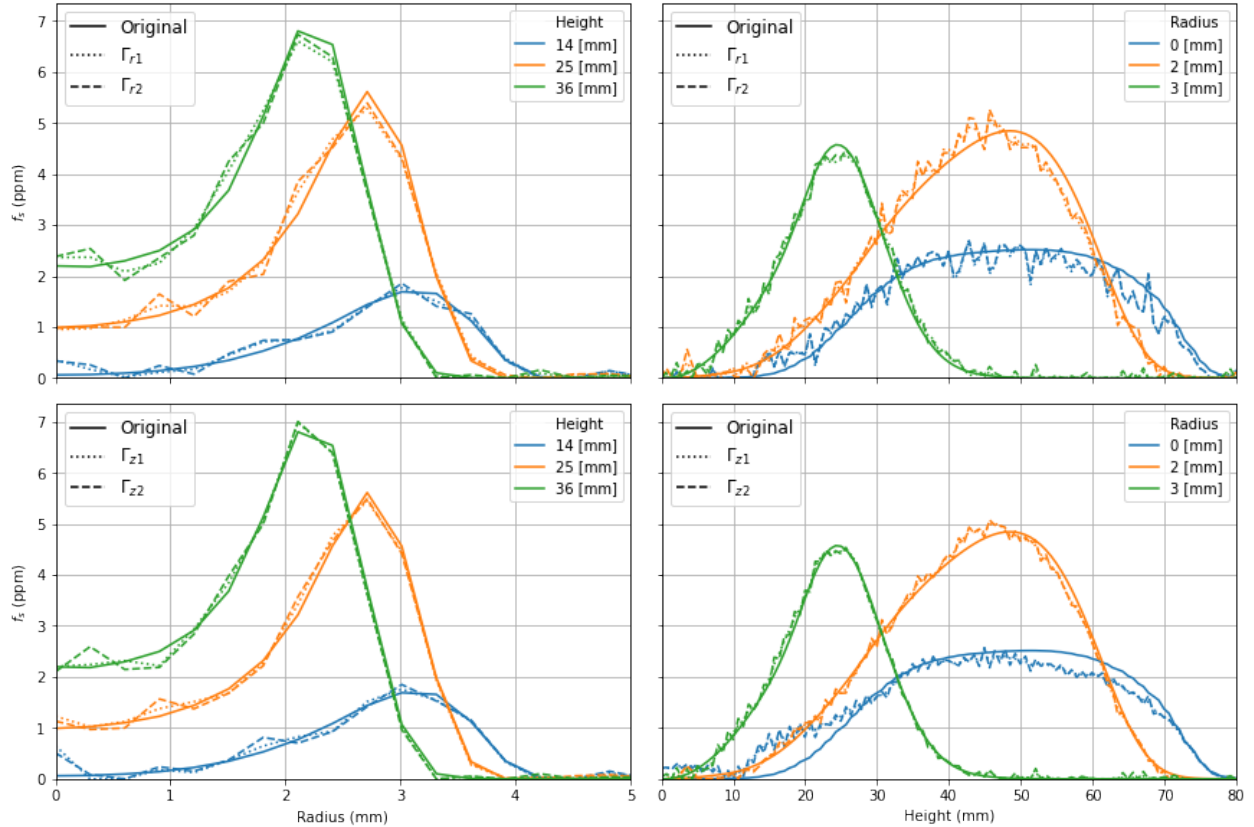 Original
Γr1
Γr2
Height
14 [mm]
25 [mm]
36 [mm]
7
6
5
4
3
2
1
0
fs (ppm)
Original
Γr1
Γr2
Radius
0 [mm]
2 [mm]
3 [mm]
Original
Γz1
Γz2
Height
14 [mm]
25 [mm]
36 [mm]
7
6
5
4
3
2
1
0
fs (ppm)
0 1 2 3 4 5
Radius (mm)
Original
Γz1
Γz2
Radius
0 [mm]
2 [mm]
3 [mm]
0 10 20 30 40 50 60 70 80
Height (mm)